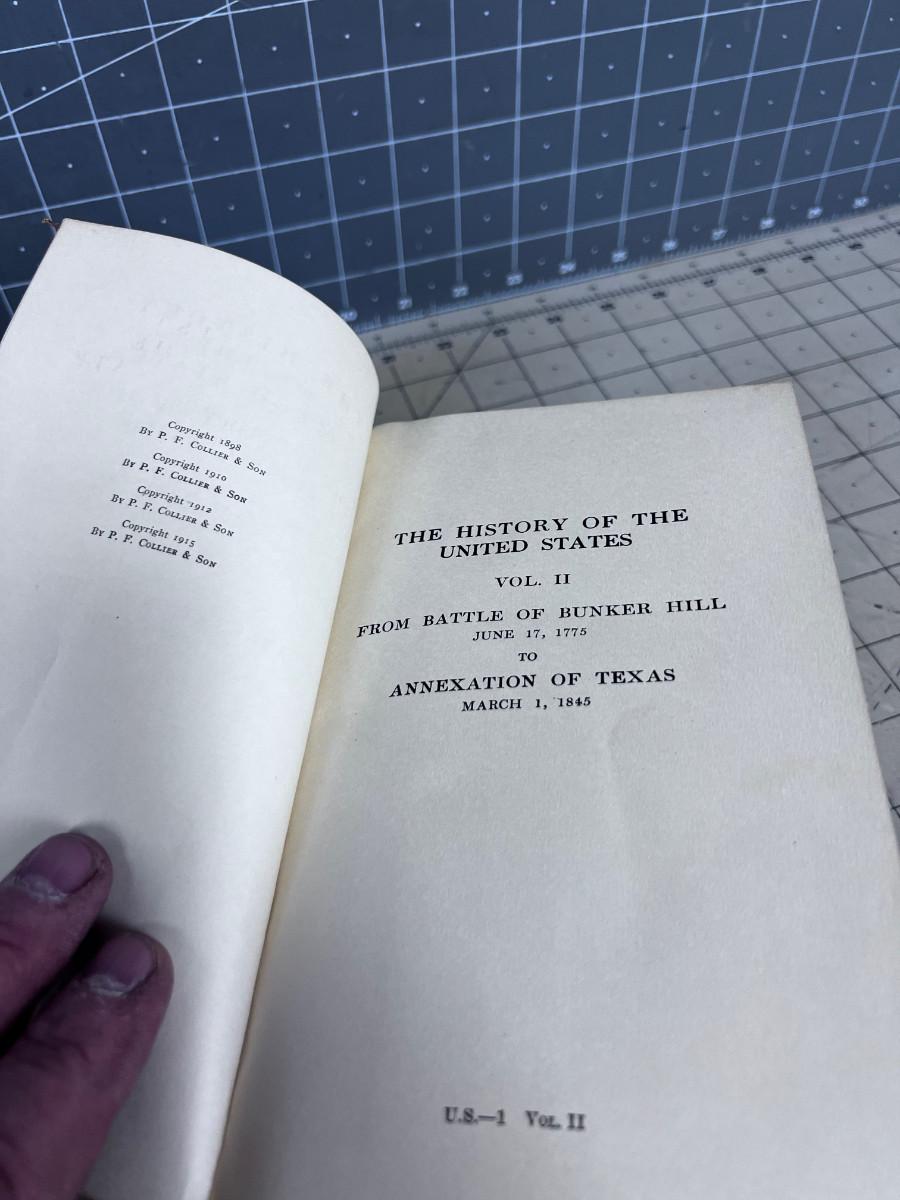 Copyright 1898
By P. F. Collier & Son
Copyright 1910
By P. F. Collier & Son
Copyright 1912
By P. F. Collier & Son
Copyright 1915
By P. F. Collier & Son
THE HISTORY OF THE
UNITED STATES
VOL. II
FROM BATTLE OF BUNKER HILL
JUNE 17, 1775
TO
ANNEXATION OF TEXAS
MARCH 1, 1845
U.S.—1 Vol. II